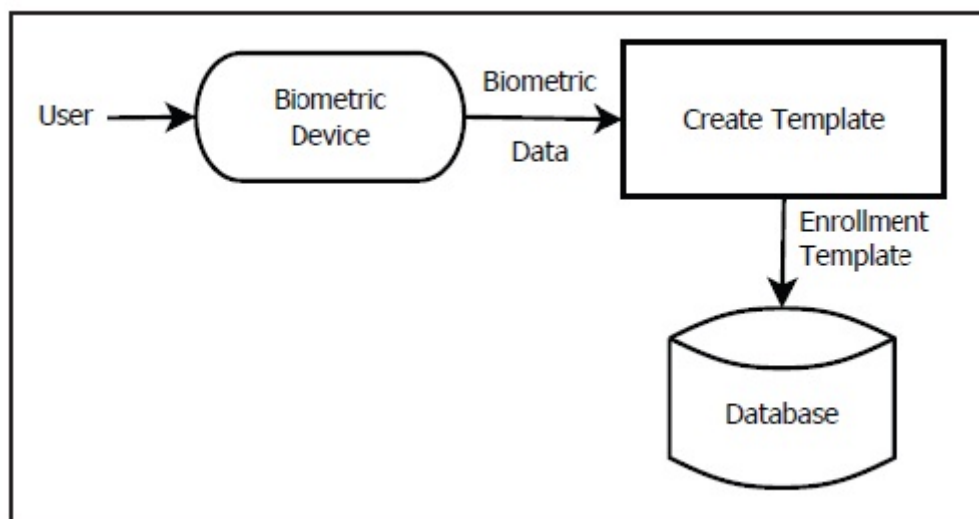 User
Biometric
Device
Biometric
Data
Create Template
Enrollment
Template
Database